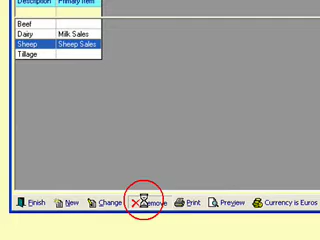 Description Primary Item
Beef
Dairy Milk Sales
Sheep Sheep Sales
Tillage
Finish New Change Remove Print Preview Currency is Euros